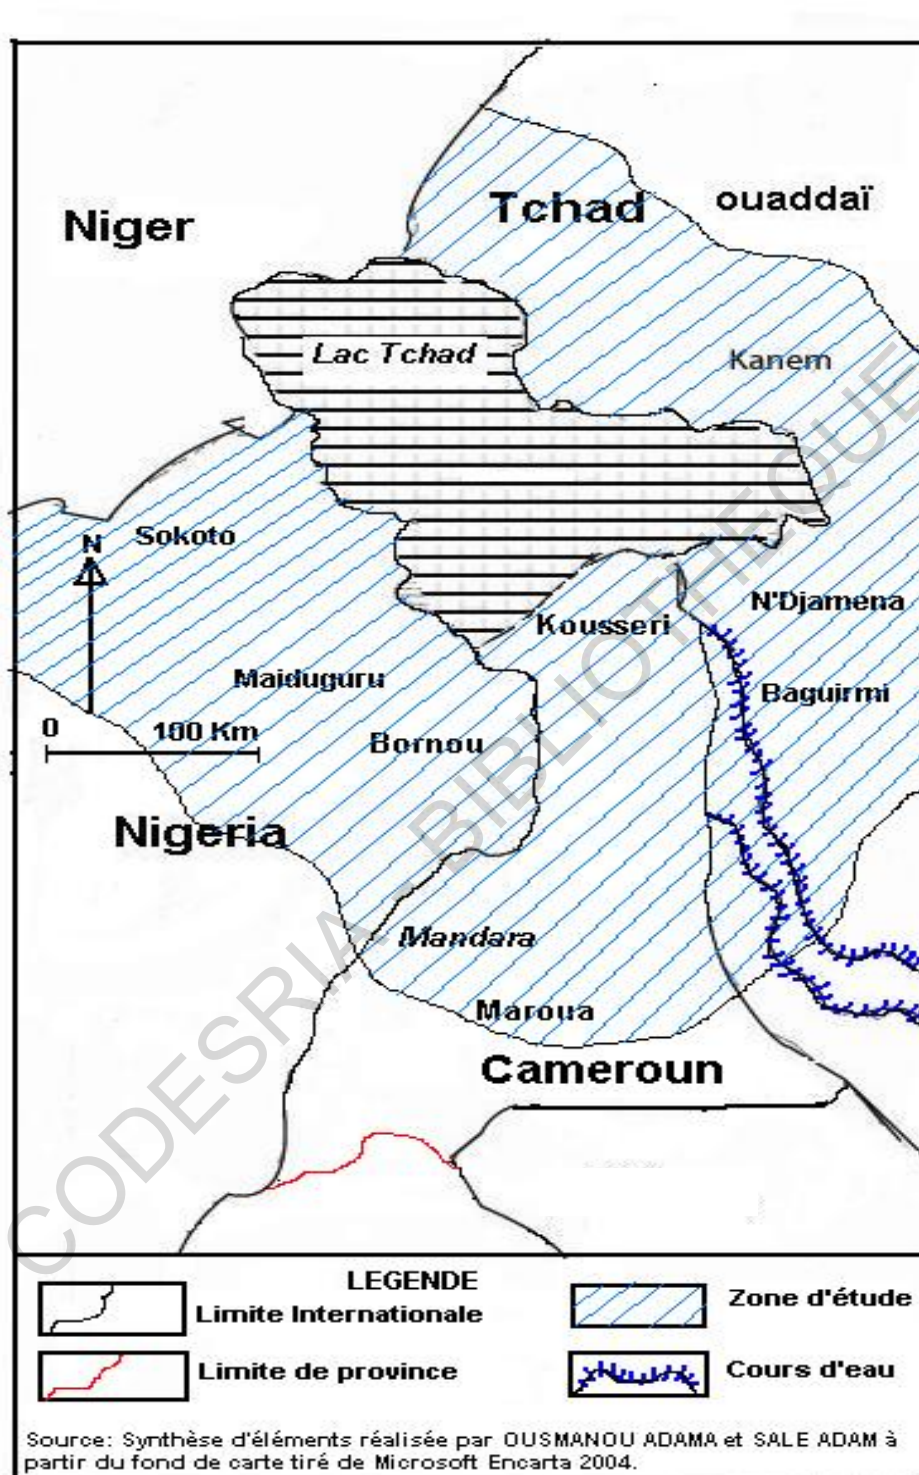 Niger
Tchad
ouaddaï
Lac Tchad
Kanem
Sokoto
N
N'Djamena
Kousseri
Maiduguru
Baguirmi
0 100 Km
Bornou
Nigeria
Mandara
Maroua
Cameroun
CODESRIA - BIBLIOTHEQUE
LEGENDE
Limite Internationale
Zone d'étude
Limite de province
Cours d'eau
Source: Synthèse d'éléments réalisée par OUSMANOU ADAMA et SALE ADAM à
partir du fond de carte tiré de Microsoft Encarta 2004.